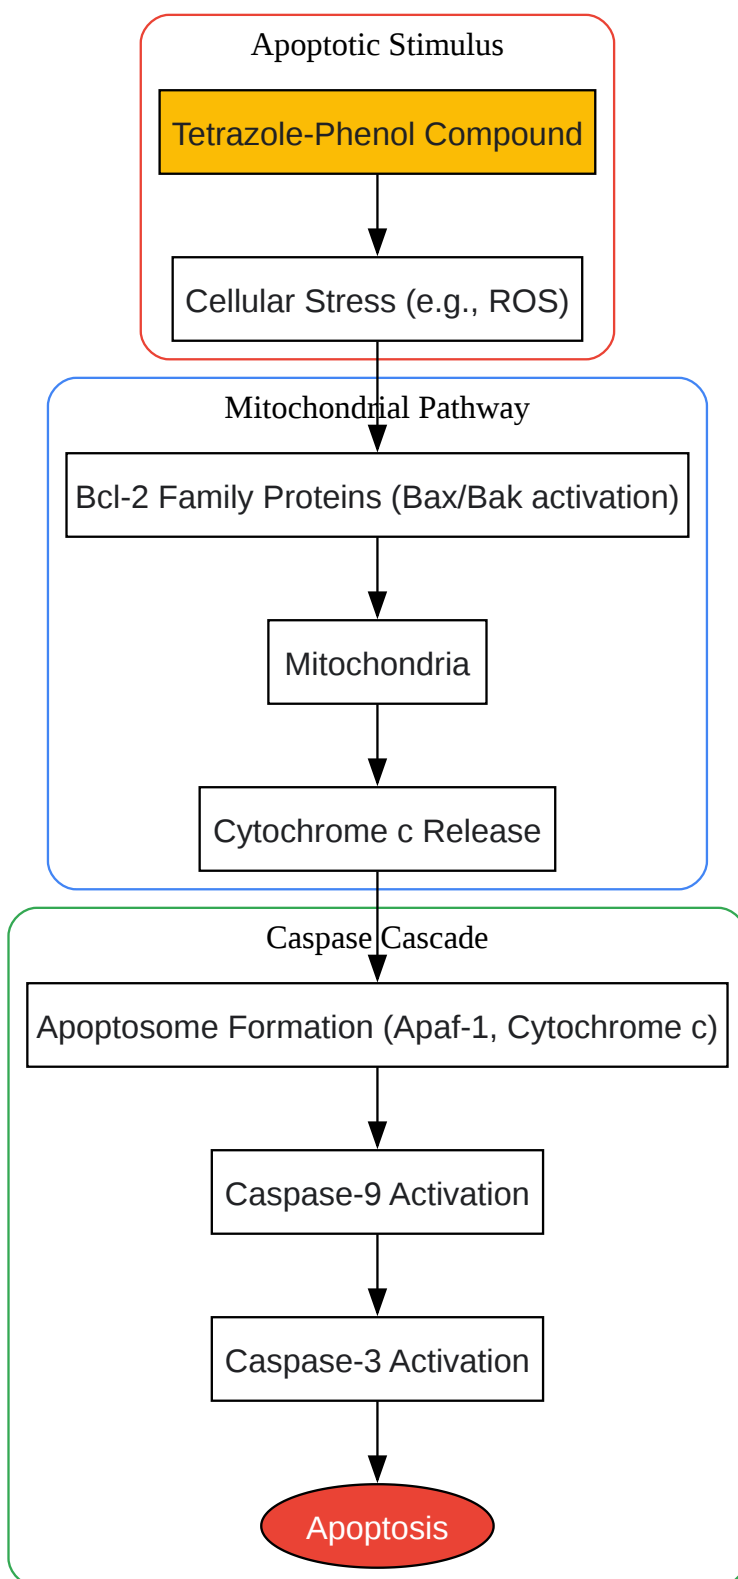 Apoptotic Stimulus
Tetrazole-Phenol Compound
Cellular Stress (e.g., ROS)
Mitochondrial Pathway
Bcl-2 Family Proteins (Bax/Bak activation)
Mitochondria
Cytochrome c Release
Caspase Cascade
Apoptosome Formation (Apaf-1, Cytochrome c)
Caspase-9 Activation
Caspase-3 Activation
Apoptosis